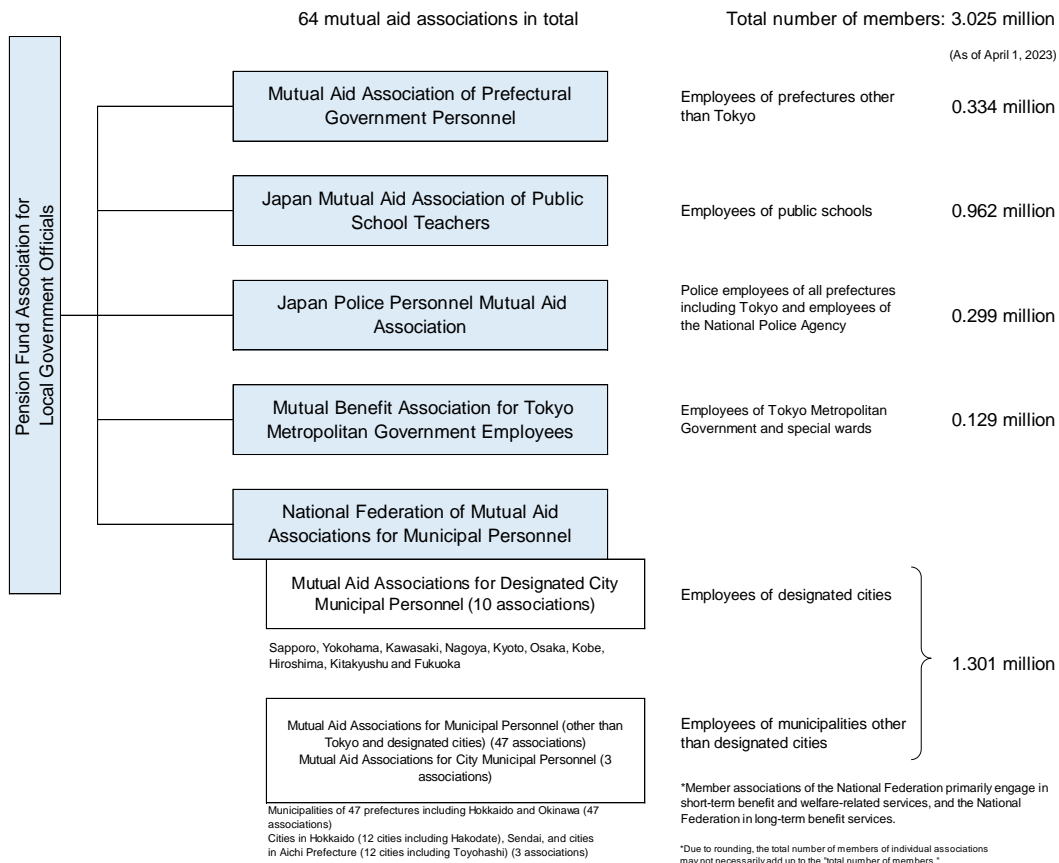 64 mutual aid associations in total
Total number of members: 3.025 million
(As of April 1, 2023)
Pension Fund Association for
Local Government Officials
Mutual Aid Association of Prefectural
Government Personnel
Employees of prefectures other
than Tokyo
0.334 million
Japan Mutual Aid Association of Public
School Teachers
Employees of public schools
0.962 million
Japan Police Personnel Mutual Aid
Association
Police employees of all prefectures
including Tokyo and employees of
the National Police Agency
0.299 million
Mutual Benefit Association for Tokyo
Metropolitan Government Employees
Employees of Tokyo Metropolitan
Government and special wards
0.129 million
National Federation of Mutual Aid
Associations for Municipal Personnel
Mutual Aid Associations for Designated City
Municipal Personnel (10 associations)
Employees of designated cities
Sapporo, Yokohama, Kawasaki, Nagoya, Kyoto, Osaka, Kobe,
Hiroshima, Kitakyushu and Fukuoka
1.301 million
Mutual Aid Associations for Municipal Personnel (other than
Tokyo and designated cities) (47 associations)
Mutual Aid Associations for City Municipal Personnel (3
associations)
Employees of municipalities other
than designated cities
Municipalities of 47 prefectures including Hokkaido and Okinawa (47
associations)
Cities in Hokkaido (12 cities including Hakodate), Sendai, and cities
in Aichi Prefecture (12 cities including Toyohashi) (3 associations)
*Member associations of the National Federation primarily engage in
short-term benefit and welfare-related services, and the National
Federation in long-term benefit services.
*Due to rounding, the total number of members of individual associations
may not necessarily add up to the "total number of members."